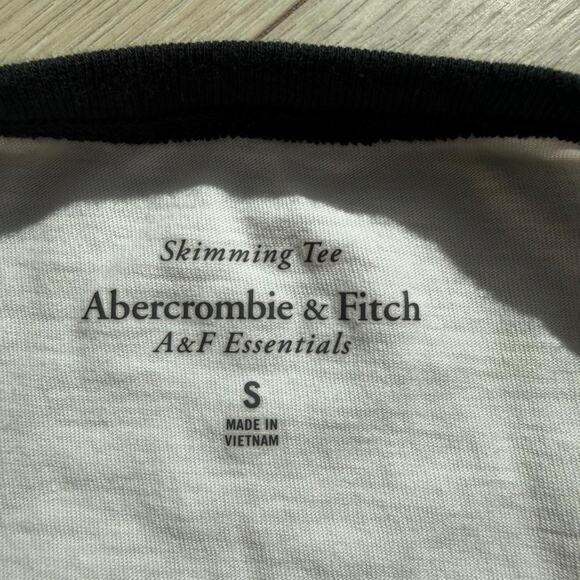 Skimming Tee
Abercrombie & Fitch
A&F Essentials
S
MADE IN
VIETNAM